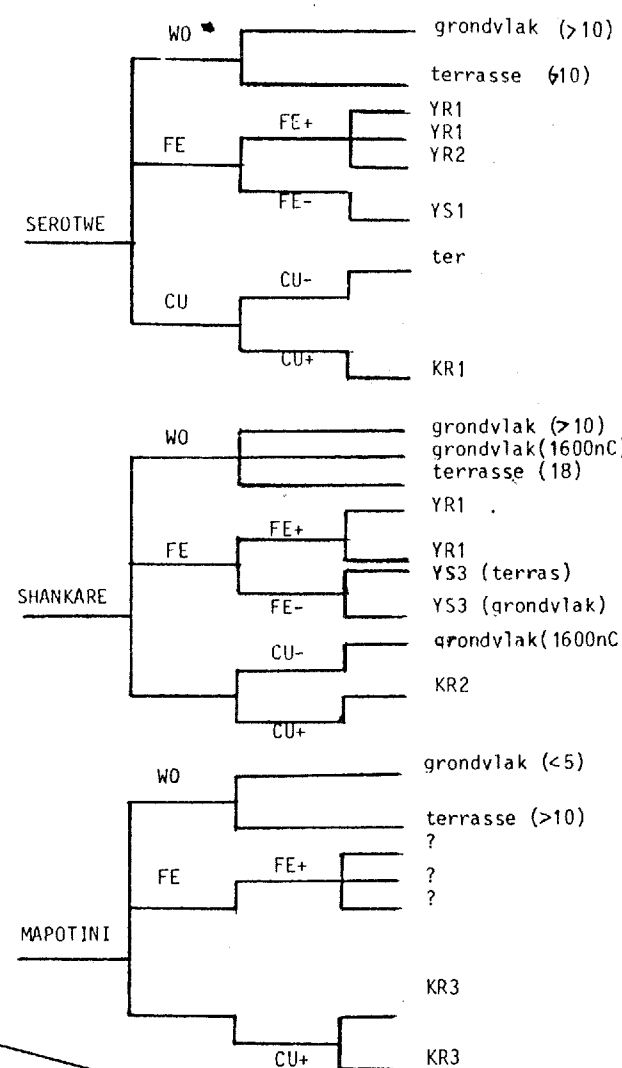 WO
grondvlak (>10)
terrasse (>10)
YR1
FE+
YR1
FE
YR2
FE-
YS1
SEROTWE
ter
CU-
CU
CU+
KR1
grondvlak (>10)
WO
grondvlak(1600nC)
terrasse (18)
YR1
FE+
FE
YR1
YS3 (terras)
SHANKARE
FE-
YS3 (grondvlak)
CU-
grondvlak(1600nC
KR2
CU+
grondvlak (<5)
WO
terrasse (>10)
?
FE+
FE
?
?
MAPOTINI
KR3
CU+
KR3